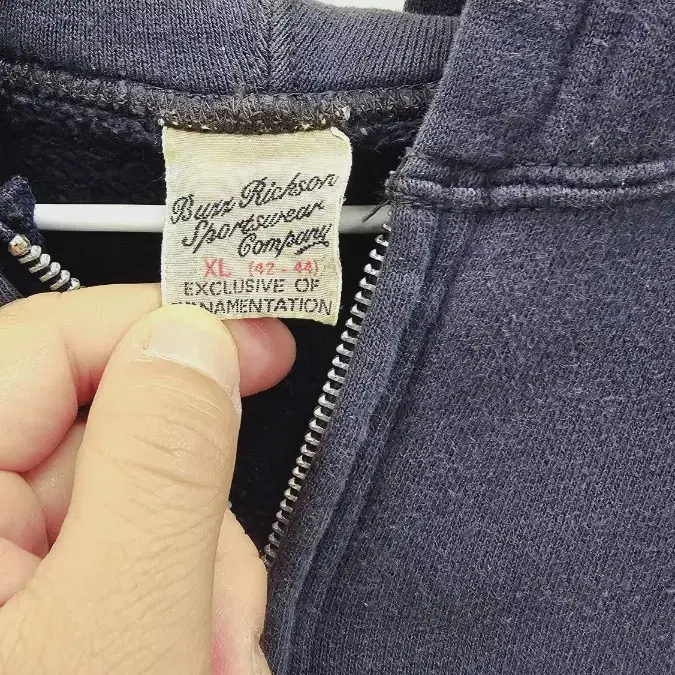 Buzz Rickson
Sportswear
Company
XL (42-44)
EXCLUSIVE OF
ORNAMENTATION